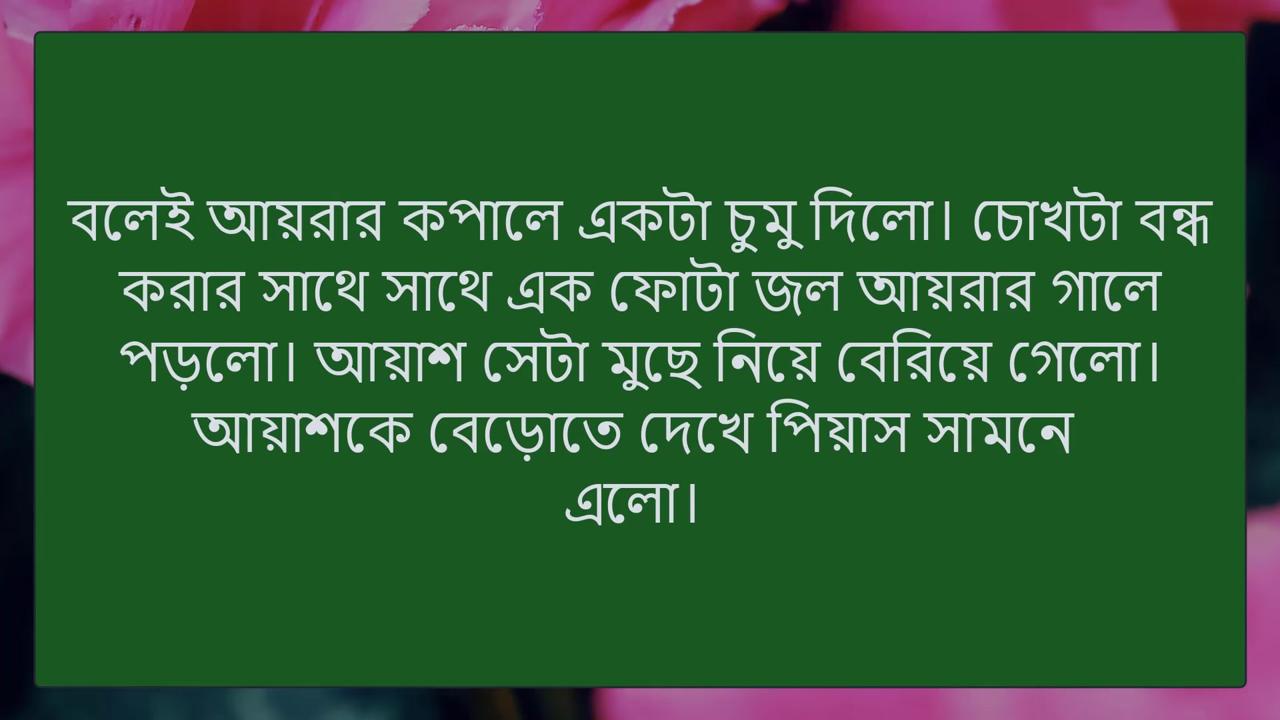 বলেই আয়রার কপালে একটা চুমু দিলো। চোখটা বন্ধ
করার সাথে সাথে এক ফোটা জল আয়রার গালে
পড়লো। আয়াশ সেটা মুছে নিয়ে বেরিয়ে গেলো।
আয়াশকে বেড়োতে দেখে পিয়াস সামনে
এলো।